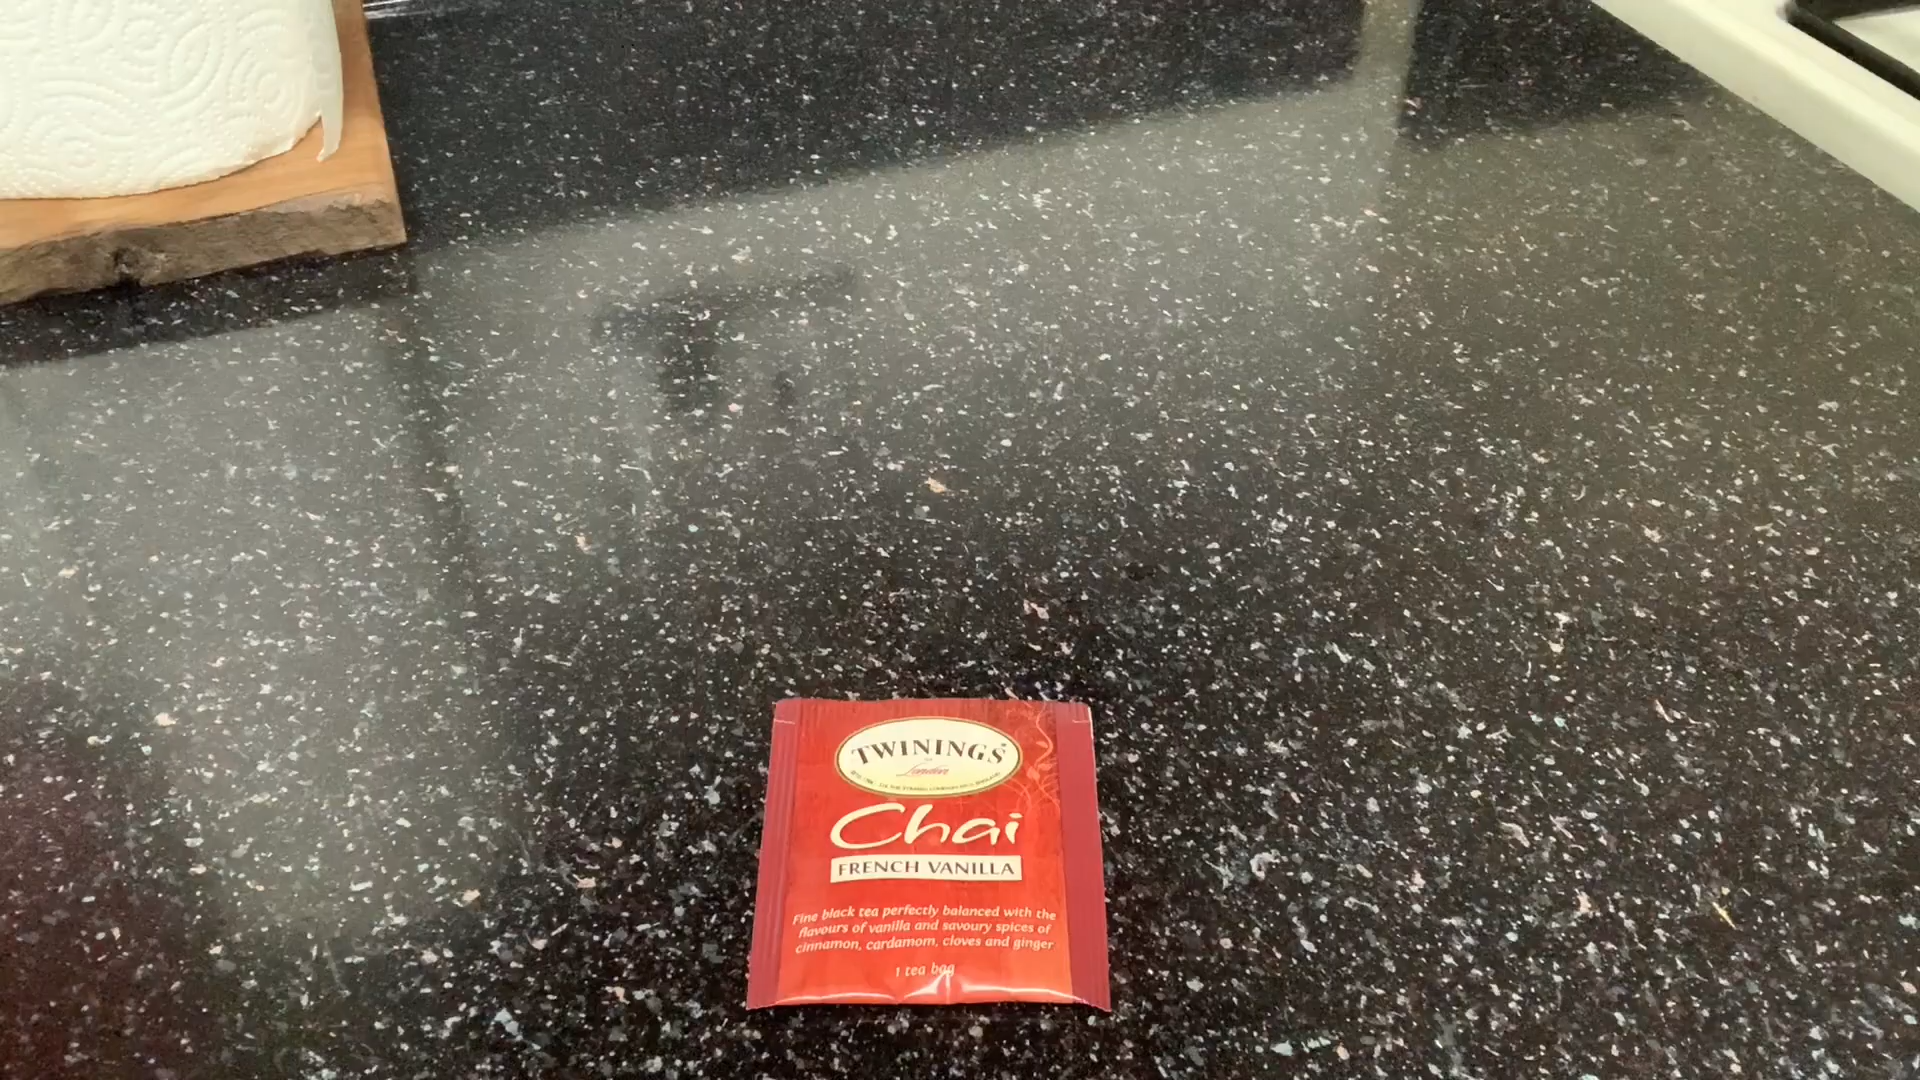 TWININGS
OF
London
Chai
FRENCH VANILLA
Fine black tea perfectly balanced with the
flavours of vanilla and savoury spices of
cinnamon, cardamom, cloves and ginger
1 tea bag